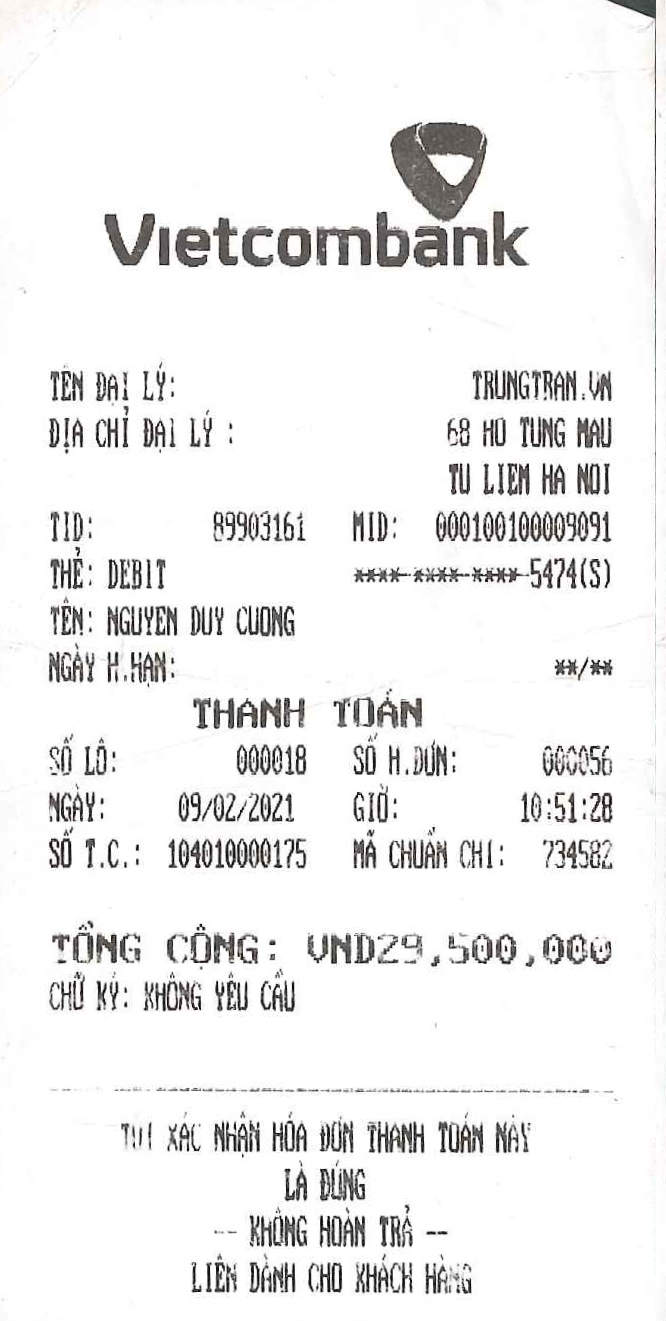 Vietcombank
TÊN ĐẠI LÝ: TRUNGTRAN.VN
ĐỊA CHỈ ĐẠI LÝ : 68 HO TUNG MAU
TU LIEM HA NOI
TID: 89903161 MID: 000100100009091
THẺ: DEBIT ****-****-****-5474(S)
TÊN: NGUYEN DUY CUONG
NGÀY H.HẠN: **/**
THANH TOÁN
SỐ LÔ: 000018 SỐ H.ĐƠN: 000056
NGÀY: 09/02/2021 GIỜ: 10:51:28
SỐ T.C.: 104010000175 MÃ CHUẨN CHI: 734582
TỔNG CỘNG: VND29,500,000
CHỮ KÝ: KHÔNG YÊU CẦU
TÔI XÁC NHẬN HÓA ĐƠN THANH TOÁN NÀY
LÀ ĐÚNG
-- KHÔNG HOÀN TRẢ --
LIÊN DÀNH CHO KHÁCH HÀNG